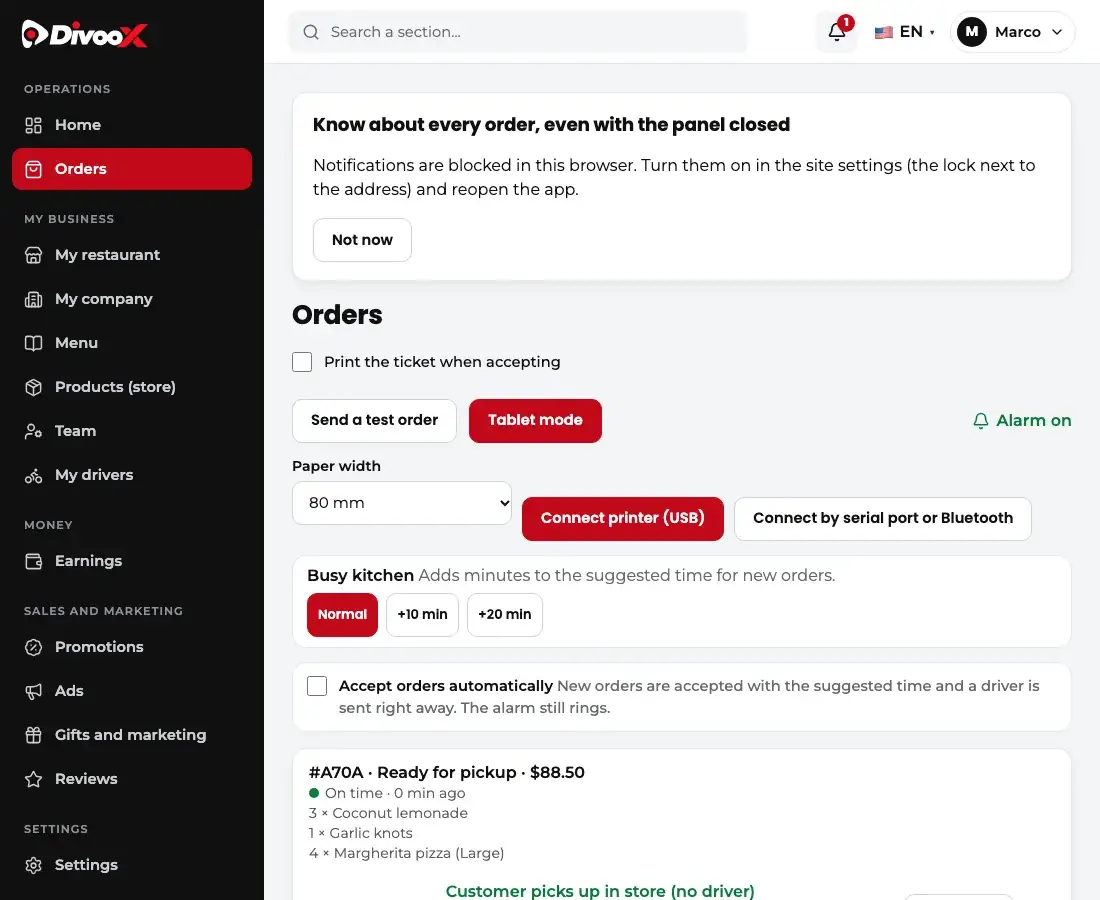 DivooX
Search a section...
1
EN
M
Marco
OPERATIONS
Home
Orders
MY BUSINESS
My restaurant
My company
Menu
Products (store)
Team
My drivers
MONEY
Earnings
SALES AND MARKETING
Promotions
Ads
Gifts and marketing
Reviews
SETTINGS
Settings
Know about every order, even with the panel closed
Notifications are blocked in this browser. Turn them on in the site settings (the lock next to
the address) and reopen the app.
Not now
Orders
Print the ticket when accepting
Send a test order
Tablet mode
Alarm on
Paper width
80 mm
Connect printer (USB)
Connect by serial port or Bluetooth
Busy kitchen Adds minutes to the suggested time for new orders.
Normal
+10 min
+20 min
Accept orders automatically New orders are accepted with the suggested time and a driver is
sent right away. The alarm still rings.
#A70A · Ready for pickup · $88.50
On time · 0 min ago
3 × Coconut lemonade
1 × Garlic knots
4 × Margherita pizza (Large)
Customer picks up in store (no driver)